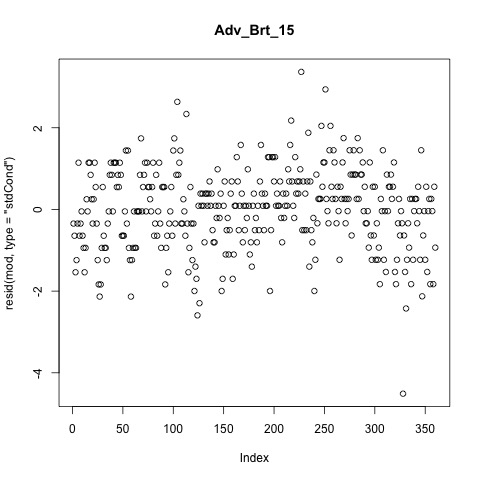 Adv_Brt_15
resid(mod, type = "stdCond")
2
0
-2
-4
0 50 100 150 200 250 300 350
Index